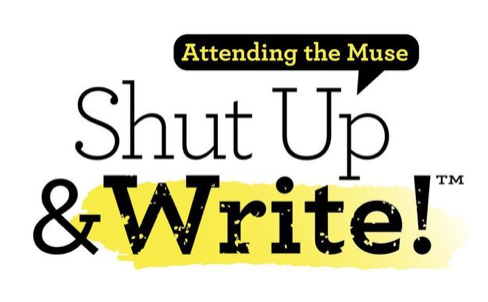 Attending the Muse
Shut Up
&Write!™